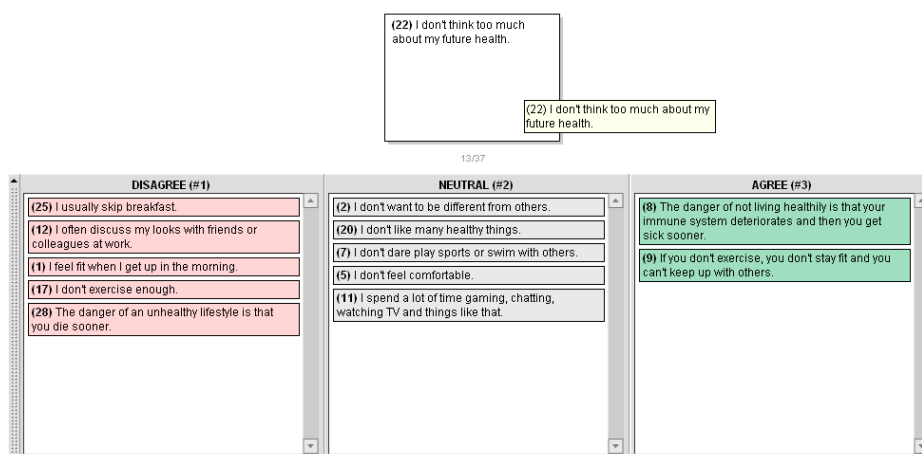 (22) I don't think too much
about my future health.
(22) I don't think too much about my
future health.
13/37
DISAGREE (#1)
(25) I usually skip breakfast.
(12) I often discuss my looks with friends or
colleagues at work.
(1) I feel fit when I get up in the morning.
(17) I don't exercise enough.
(28) The danger of an unhealthy lifestyle is that
you die sooner.
NEUTRAL (#2)
(2) I don't want to be different from others.
(20) I don't like many healthy things.
(7) I don't dare play sports or swim with others.
(5) I don't feel comfortable.
(11) I spend a lot of time gaming, chatting,
watching TV and things like that.
AGREE (#3)
(8) The danger of not living healthily is that your
immune system deteriorates and then you get
sick sooner.
(9) If you don't exercise, you don't stay fit and you
can't keep up with others.